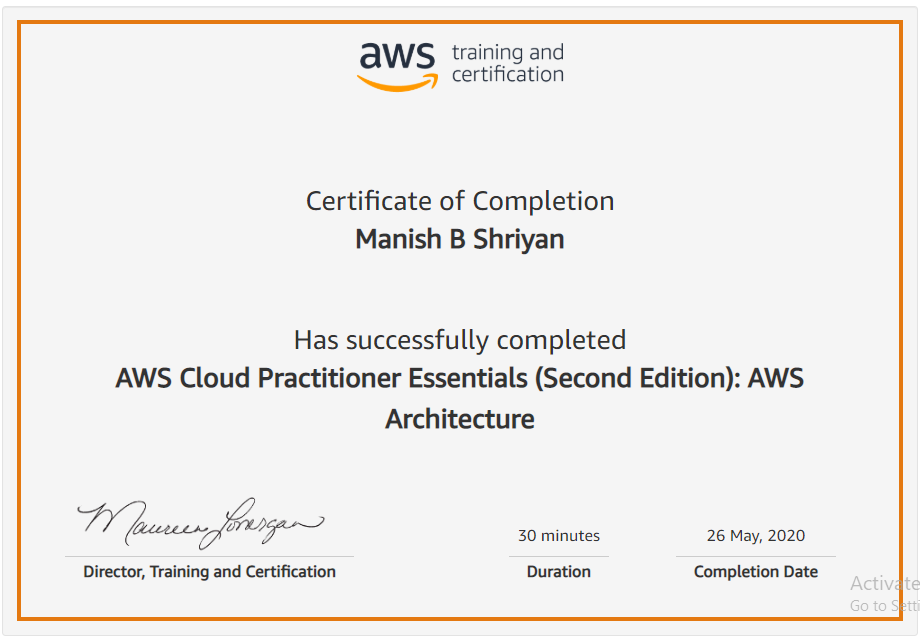 aws training and
certification
Certificate of Completion
Manish B Shriyan
Has successfully completed
AWS Cloud Practitioner Essentials (Second Edition): AWS
Architecture
Maureen Lonergan
30 minutes
26 May, 2020
Director, Training and Certification
Duration
Completion Date
Activate
Go to Setti